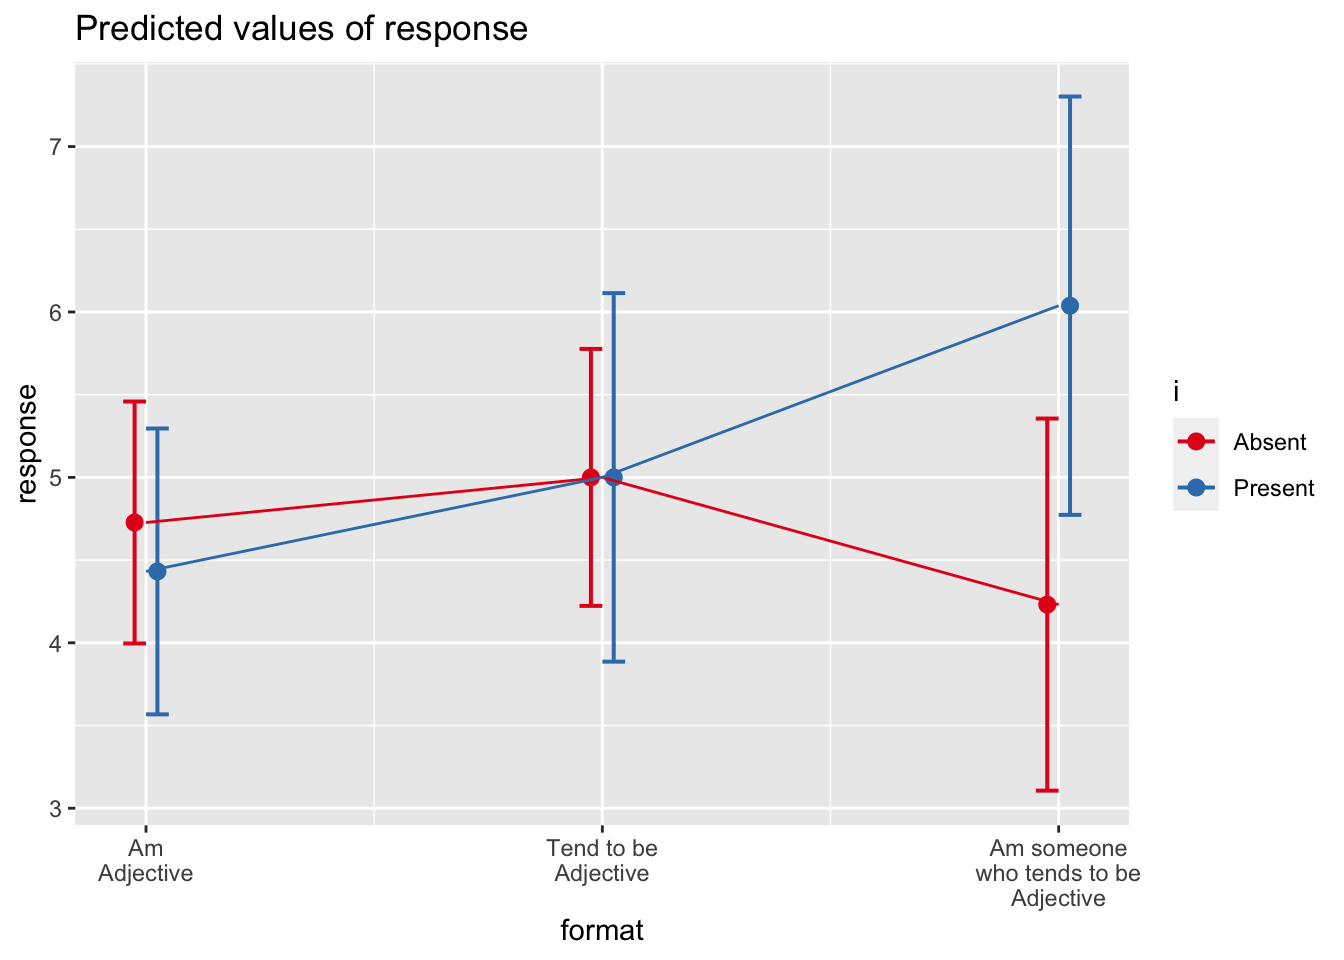 Predicted values of response
response
7
6
5
4
3
Am
Adjective
Tend to be
Adjective
Am someone
who tends to be
Adjective
format
i
Absent
Present